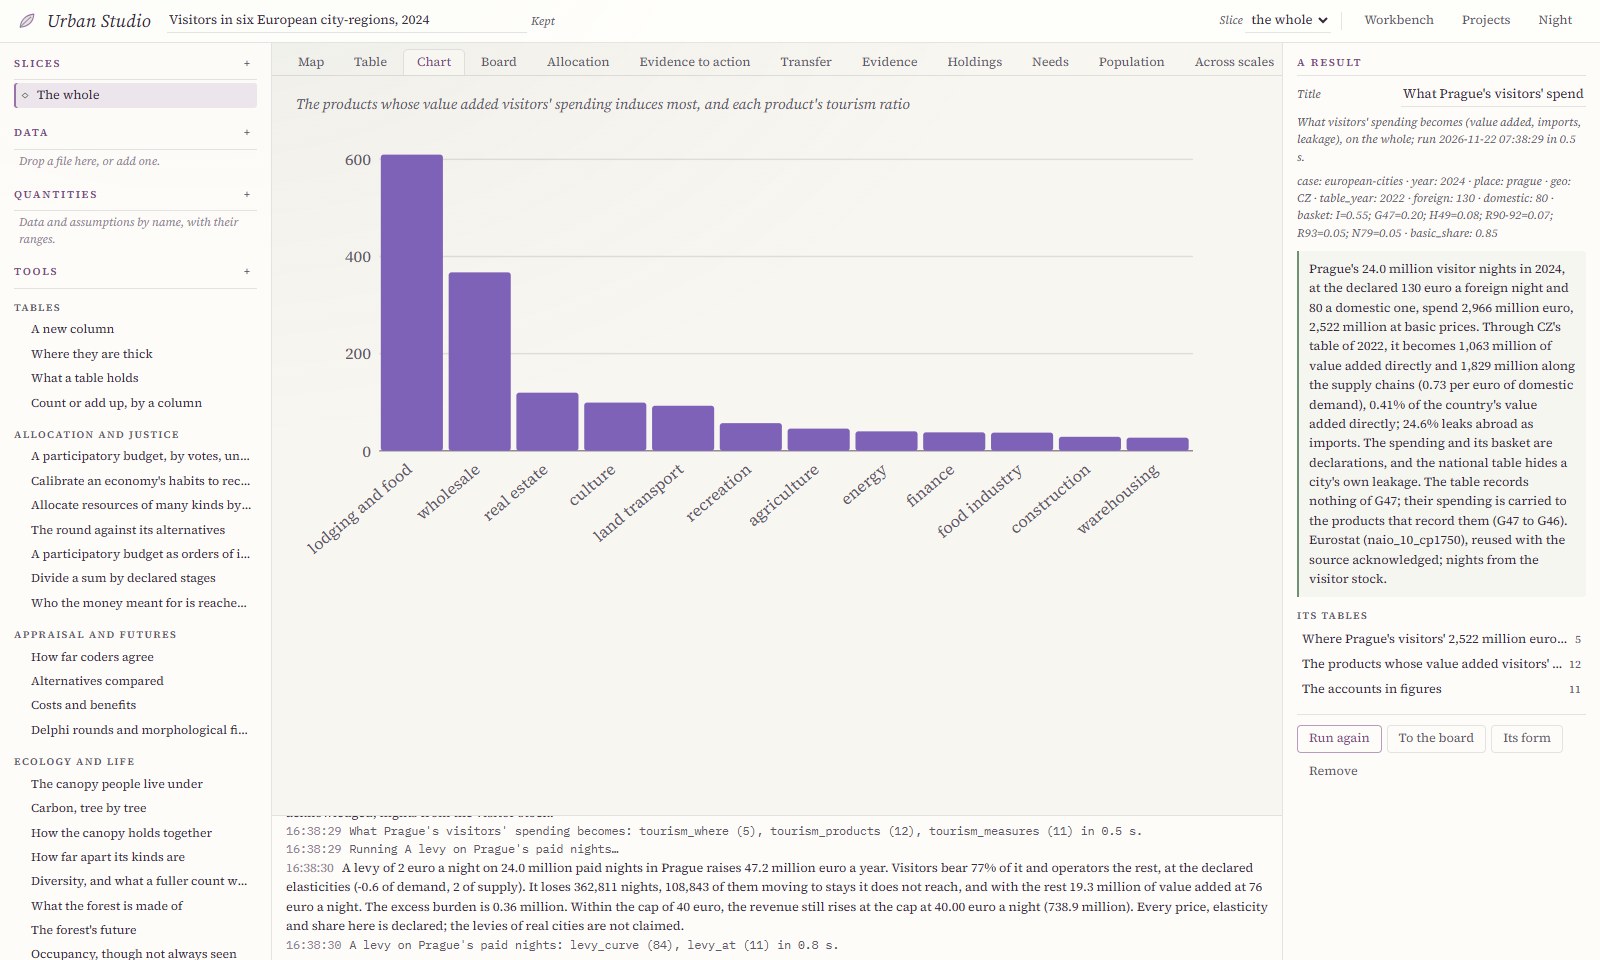 Urban Studio
Visitors in six European city-regions, 2024
Kept
Slice the whole
Workbench
Projects
Night
SLICES +
The whole
DATA +
Drop a file here, or add one.
QUANTITIES +
Data and assumptions by name, with their
ranges.
TOOLS +
TABLES
A new column
Where they are thick
What a table holds
Count or add up, by a column
ALLOCATION AND JUSTICE
A participatory budget, by votes, un...
Calibrate an economy's habits to rec...
Allocate resources of many kinds by...
The round against its alternatives
A participatory budget as orders of i...
Divide a sum by declared stages
Who the money meant for is reache...
APPRAISAL AND FUTURES
How far coders agree
Alternatives compared
Costs and benefits
Delphi rounds and morphological fi...
ECOLOGY AND LIFE
The canopy people live under
Carbon, tree by tree
How the canopy holds together
How far apart its kinds are
Diversity, and what a fuller count w...
What the forest is made of
The forest's future
Occupancy, though not always seen
Map Table Chart Board Allocation Evidence to action Transfer Evidence Holdings Needs Population Across scales
The products whose value added visitors' spending induces most, and each product's tourism ratio
600
400
200
0
lodging and food
wholesale
real estate
culture
land transport
recreation
agriculture
energy
finance
food industry
construction
warehousing
16:38:29 What Prague's visitors' spending becomes: tourism_where (5), tourism_products (12), tourism_measures (11) in 0.5 s.
16:38:29 Running A levy on Prague's paid nights…
16:38:30 A levy of 2 euro a night on 24.0 million paid nights in Prague raises 47.2 million euro a year. Visitors bear 77% of it and operators the rest, at the declared
elasticities (-0.6 of demand, 2 of supply). It loses 362,811 nights, 108,843 of them moving to stays it does not reach, and with the rest 19.3 million of value added at 76
euro a night. The excess burden is 0.36 million. Within the cap of 40 euro, the revenue still rises at the cap at 40.00 euro a night (738.9 million). Every price, elasticity
and share here is declared; the levies of real cities are not claimed.
16:38:30 A levy on Prague's paid nights: levy_curve (84), levy_at (11) in 0.8 s.
A RESULT
Title What Prague's visitors' spend
What visitors' spending becomes (value added, imports,
leakage), on the whole; run 2026-11-22 07:38:29 in 0.5
s.
case: european-cities · year: 2024 · place: prague · geo:
CZ · table_year: 2022 · foreign: 130 · domestic: 80 ·
basket: I=0.55; G47=0.20; H49=0.08; R90-92=0.07;
R93=0.05; N79=0.05 · basic_share: 0.85
Prague's 24.0 million visitor nights in 2024,
at the declared 130 euro a foreign night and
80 a domestic one, spend 2,966 million euro,
2,522 million at basic prices. Through CZ's
table of 2022, it becomes 1,063 million of
value added directly and 1,829 million along
the supply chains (0.73 per euro of domestic
demand), 0.41% of the country's value
added directly; 24.6% leaks abroad as
imports. The spending and its basket are
declarations, and the national table hides a
city's own leakage. The table records
nothing of G47; their spending is carried to
the products that record them (G47 to G46).
Eurostat (naio_10_cp1750), reused with the
source acknowledged; nights from the
visitor stock.
ITS TABLES
Where Prague's visitors' 2,522 million euro... 5
The products whose value added visitors' ... 12
The accounts in figures 11
Run again
To the board
Its form
Remove